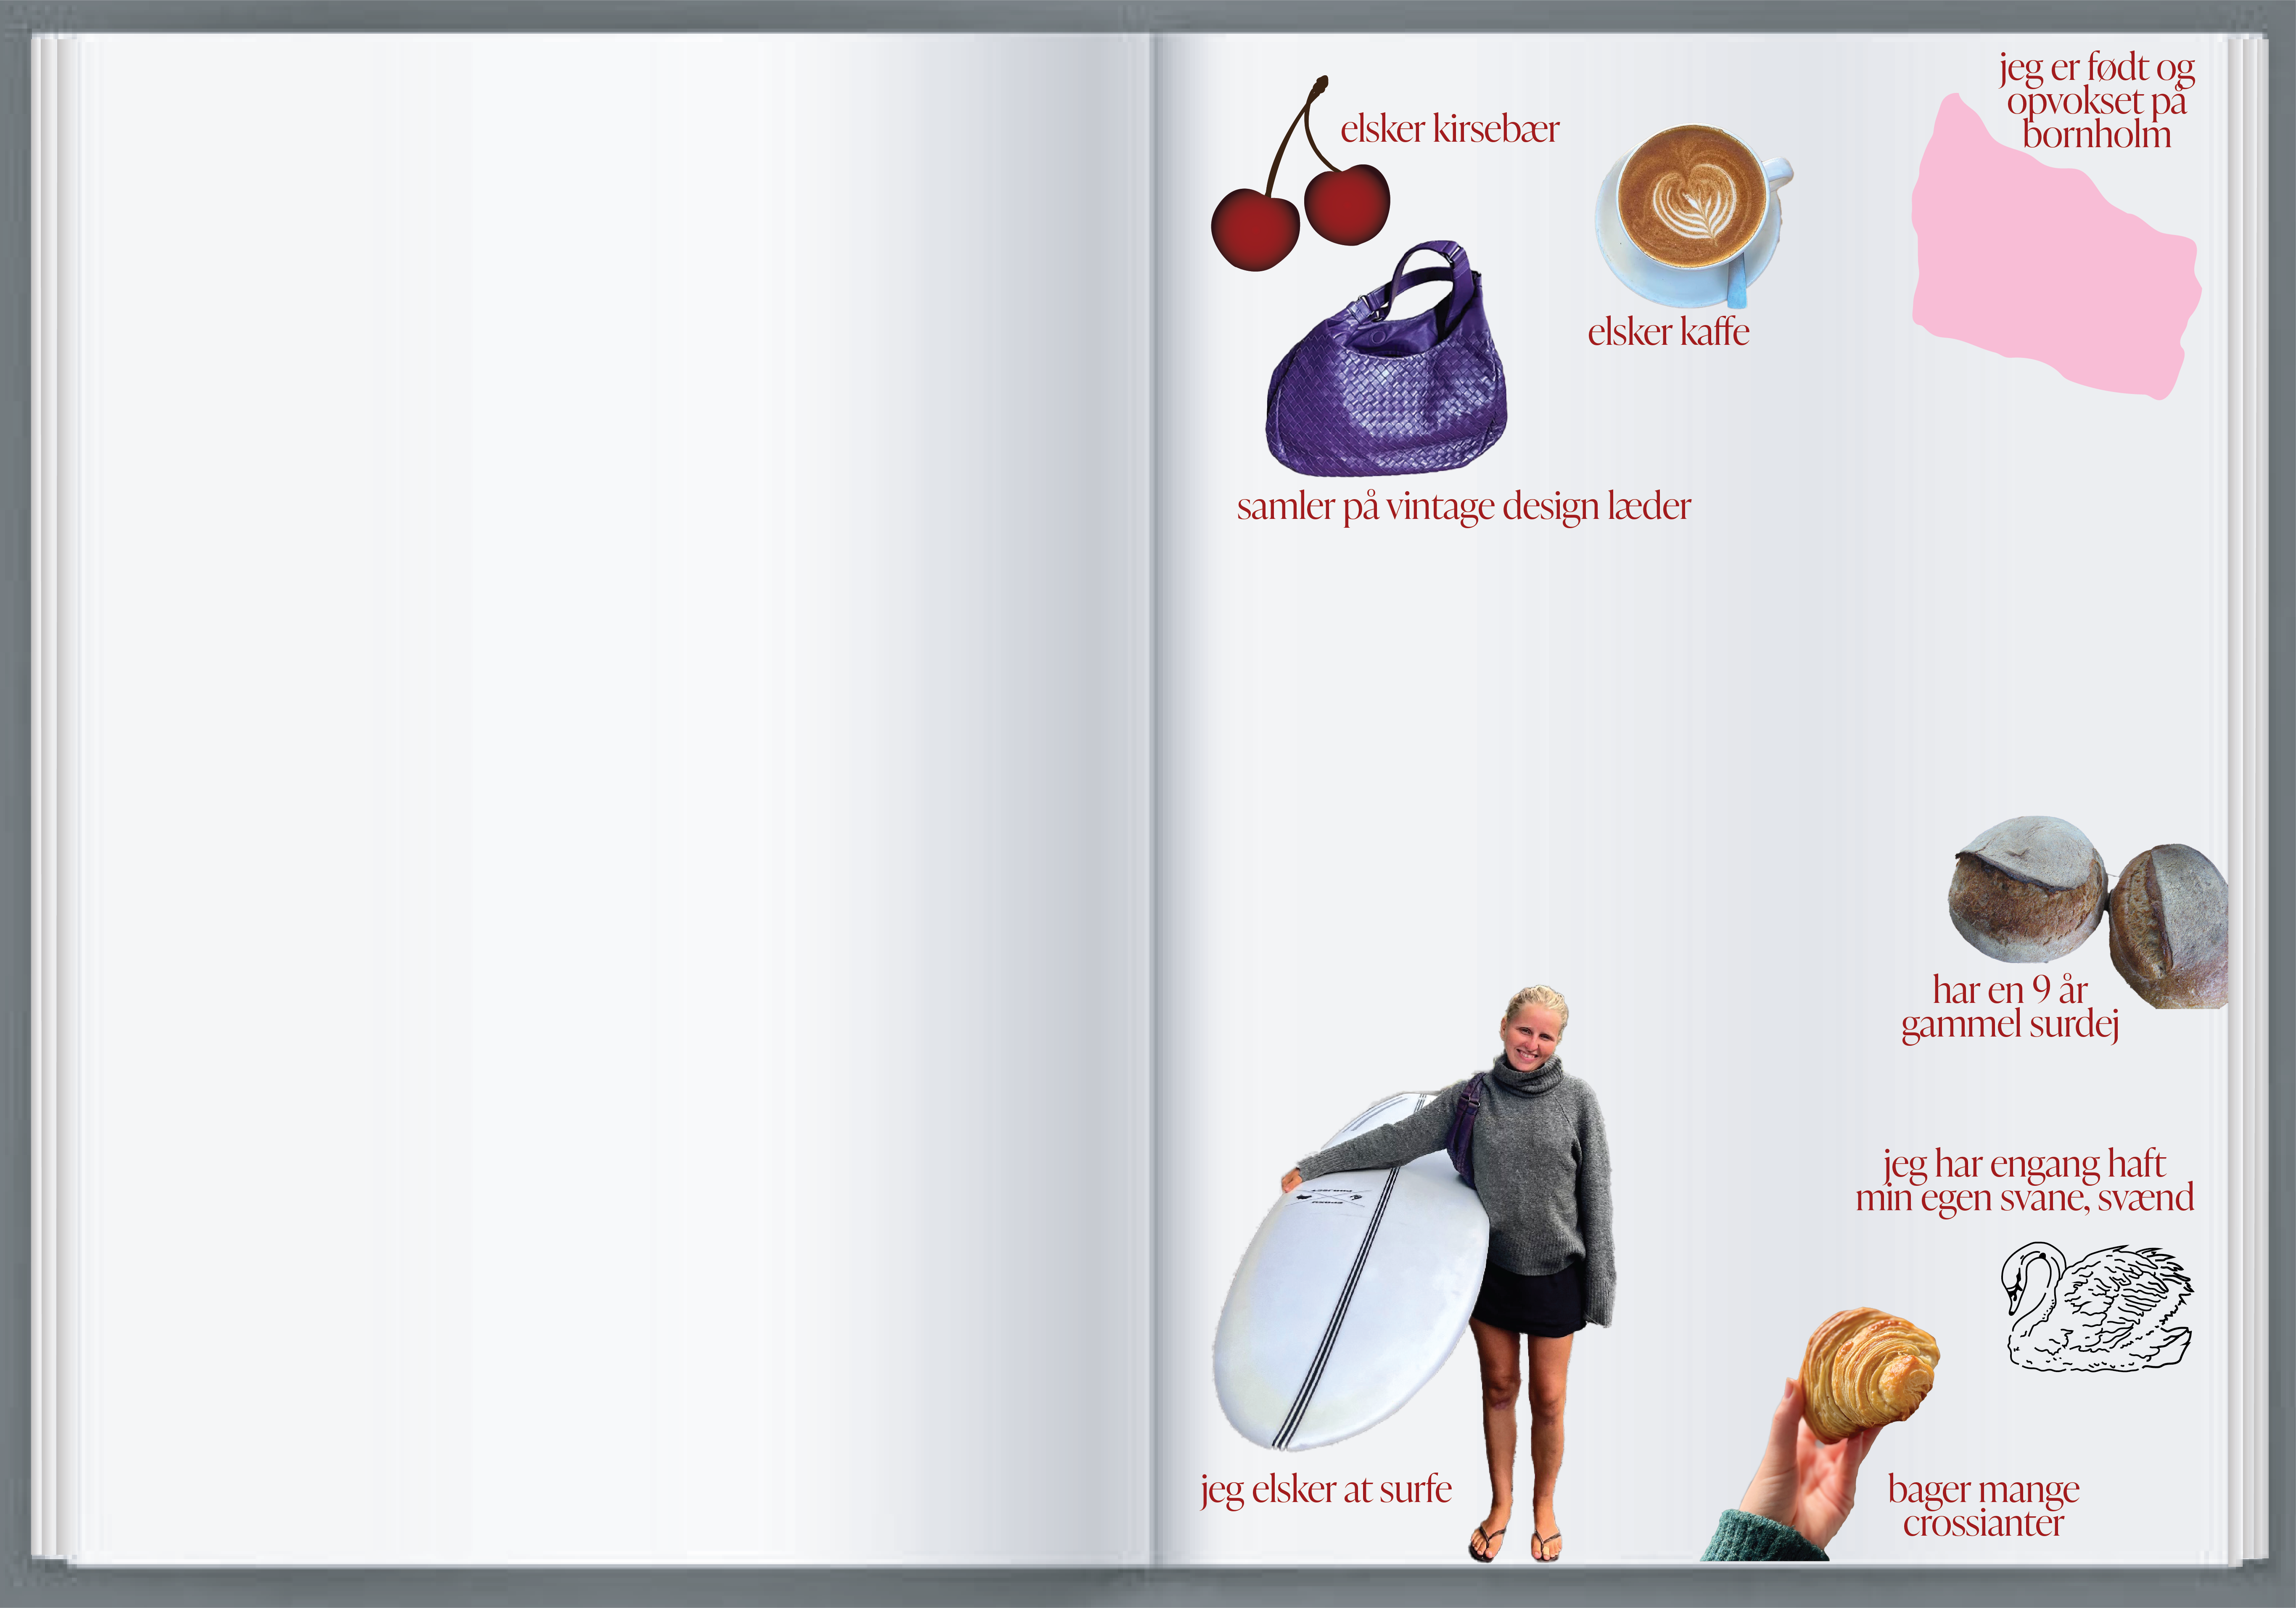 jeg er født og
opvokset på
bornholm
elsker kirsebær
elsker kaffe
samler på vintage design læder
har en 9 år
gammel surdej
jeg har engang haft
min egen svane, svænd
jeg elsker at surfe
bager mange
crossianter